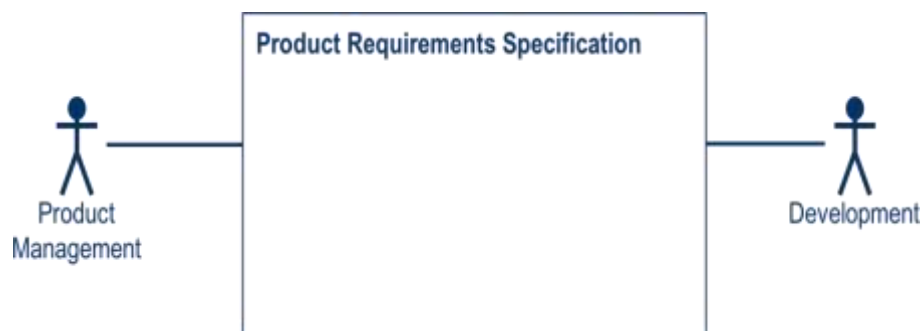 Product Requirements Specification
Product
Management
Development